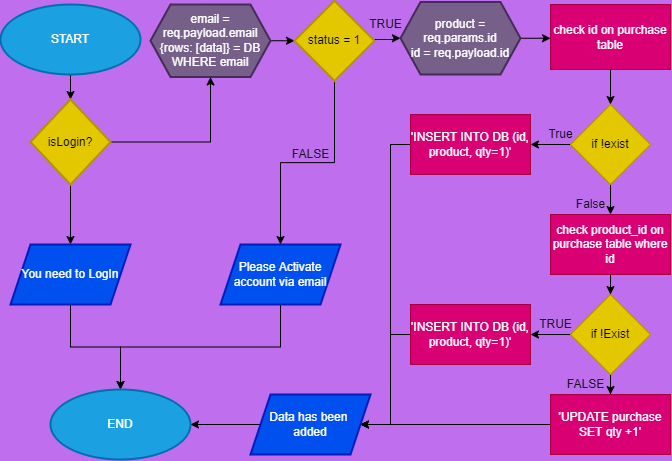 START
email =
req.payload.email
{rows: [data]} = DB
WHERE email
status = 1
TRUE
product =
req.params.id
id = req.payload.id
check id on purchase
table
isLogin?
FALSE
'INSERT INTO DB (id,
product, qty=1)'
True
if !exist
False
You need to LogIn
Please Activate
account via email
check product_id on
purchase table where
id
'INSERT INTO DB (id,
product, qty=1)'
TRUE
if !Exist
FALSE
END
Data has been
added
'UPDATE purchase
SET qty +1'